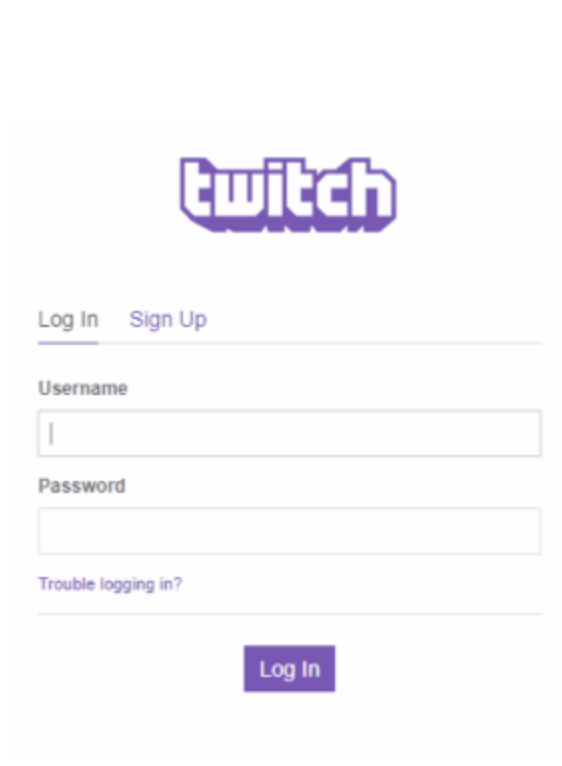 twitch
Log In Sign Up
Username
Password
Trouble logging in?
Log In